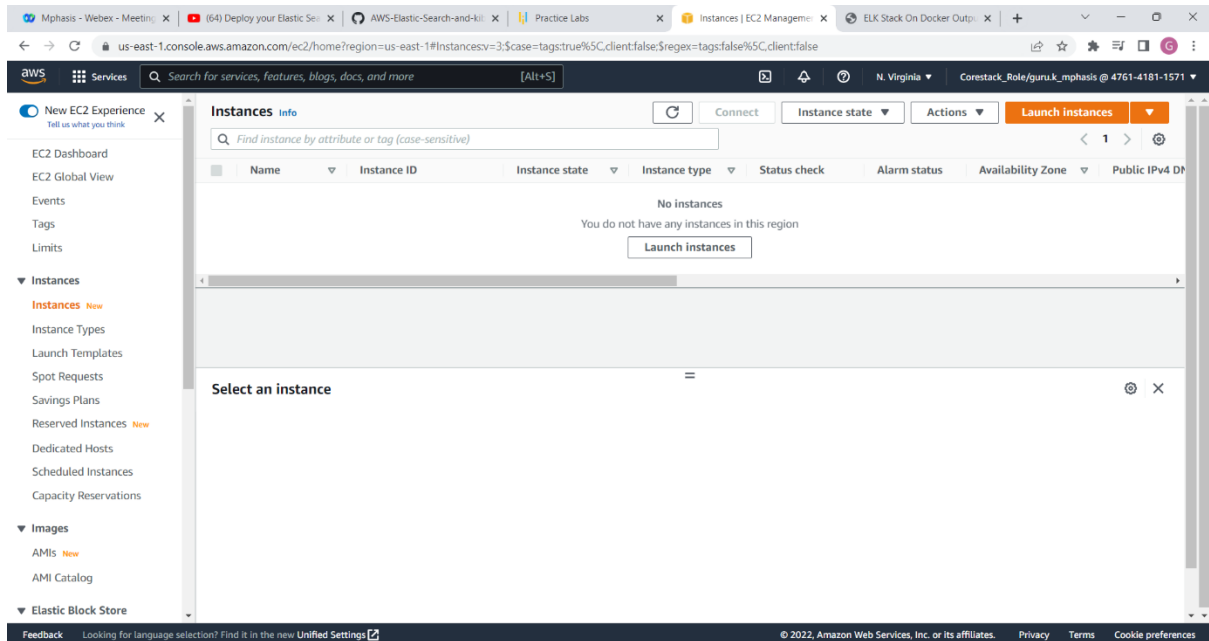 Mphasis - Webex - Meeting
(64) Deploy your Elastic Sea
AWS-Elastic-Search-and-kib
Practice Labs
Instances | EC2 Managemen
ELK Stack On Docker Outpu
us-east-1.console.aws.amazon.com/ec2/home?region=us-east-1#Instances:v=3;$case=tags:true%5C,client:false;$regex=tags:false%5C,client:false
G
aws
Services
Search for services, features, blogs, docs, and more
[Alt+S]
N. Virginia
Corestack_Role/guru.k_mphasis @ 4761-4181-1571
New EC2 Experience
Tell us what you think
EC2 Dashboard
EC2 Global View
Events
Tags
Limits
Instances
Instances New
Instance Types
Launch Templates
Spot Requests
Savings Plans
Reserved Instances New
Dedicated Hosts
Scheduled Instances
Capacity Reservations
Images
AMIs New
AMI Catalog
Elastic Block Store
Instances Info
Connect
Instance state
Actions
Launch instances
Find instance by attribute or tag (case-sensitive)
1
Name
Instance ID
Instance state
Instance type
Status check
Alarm status
Availability Zone
Public IPv4 DN
No instances
You do not have any instances in this region
Launch instances
Select an instance
Feedback
Looking for language selection? Find it in the new Unified Settings
© 2022, Amazon Web Services, Inc. or its affiliates.
Privacy
Terms
Cookie preferences